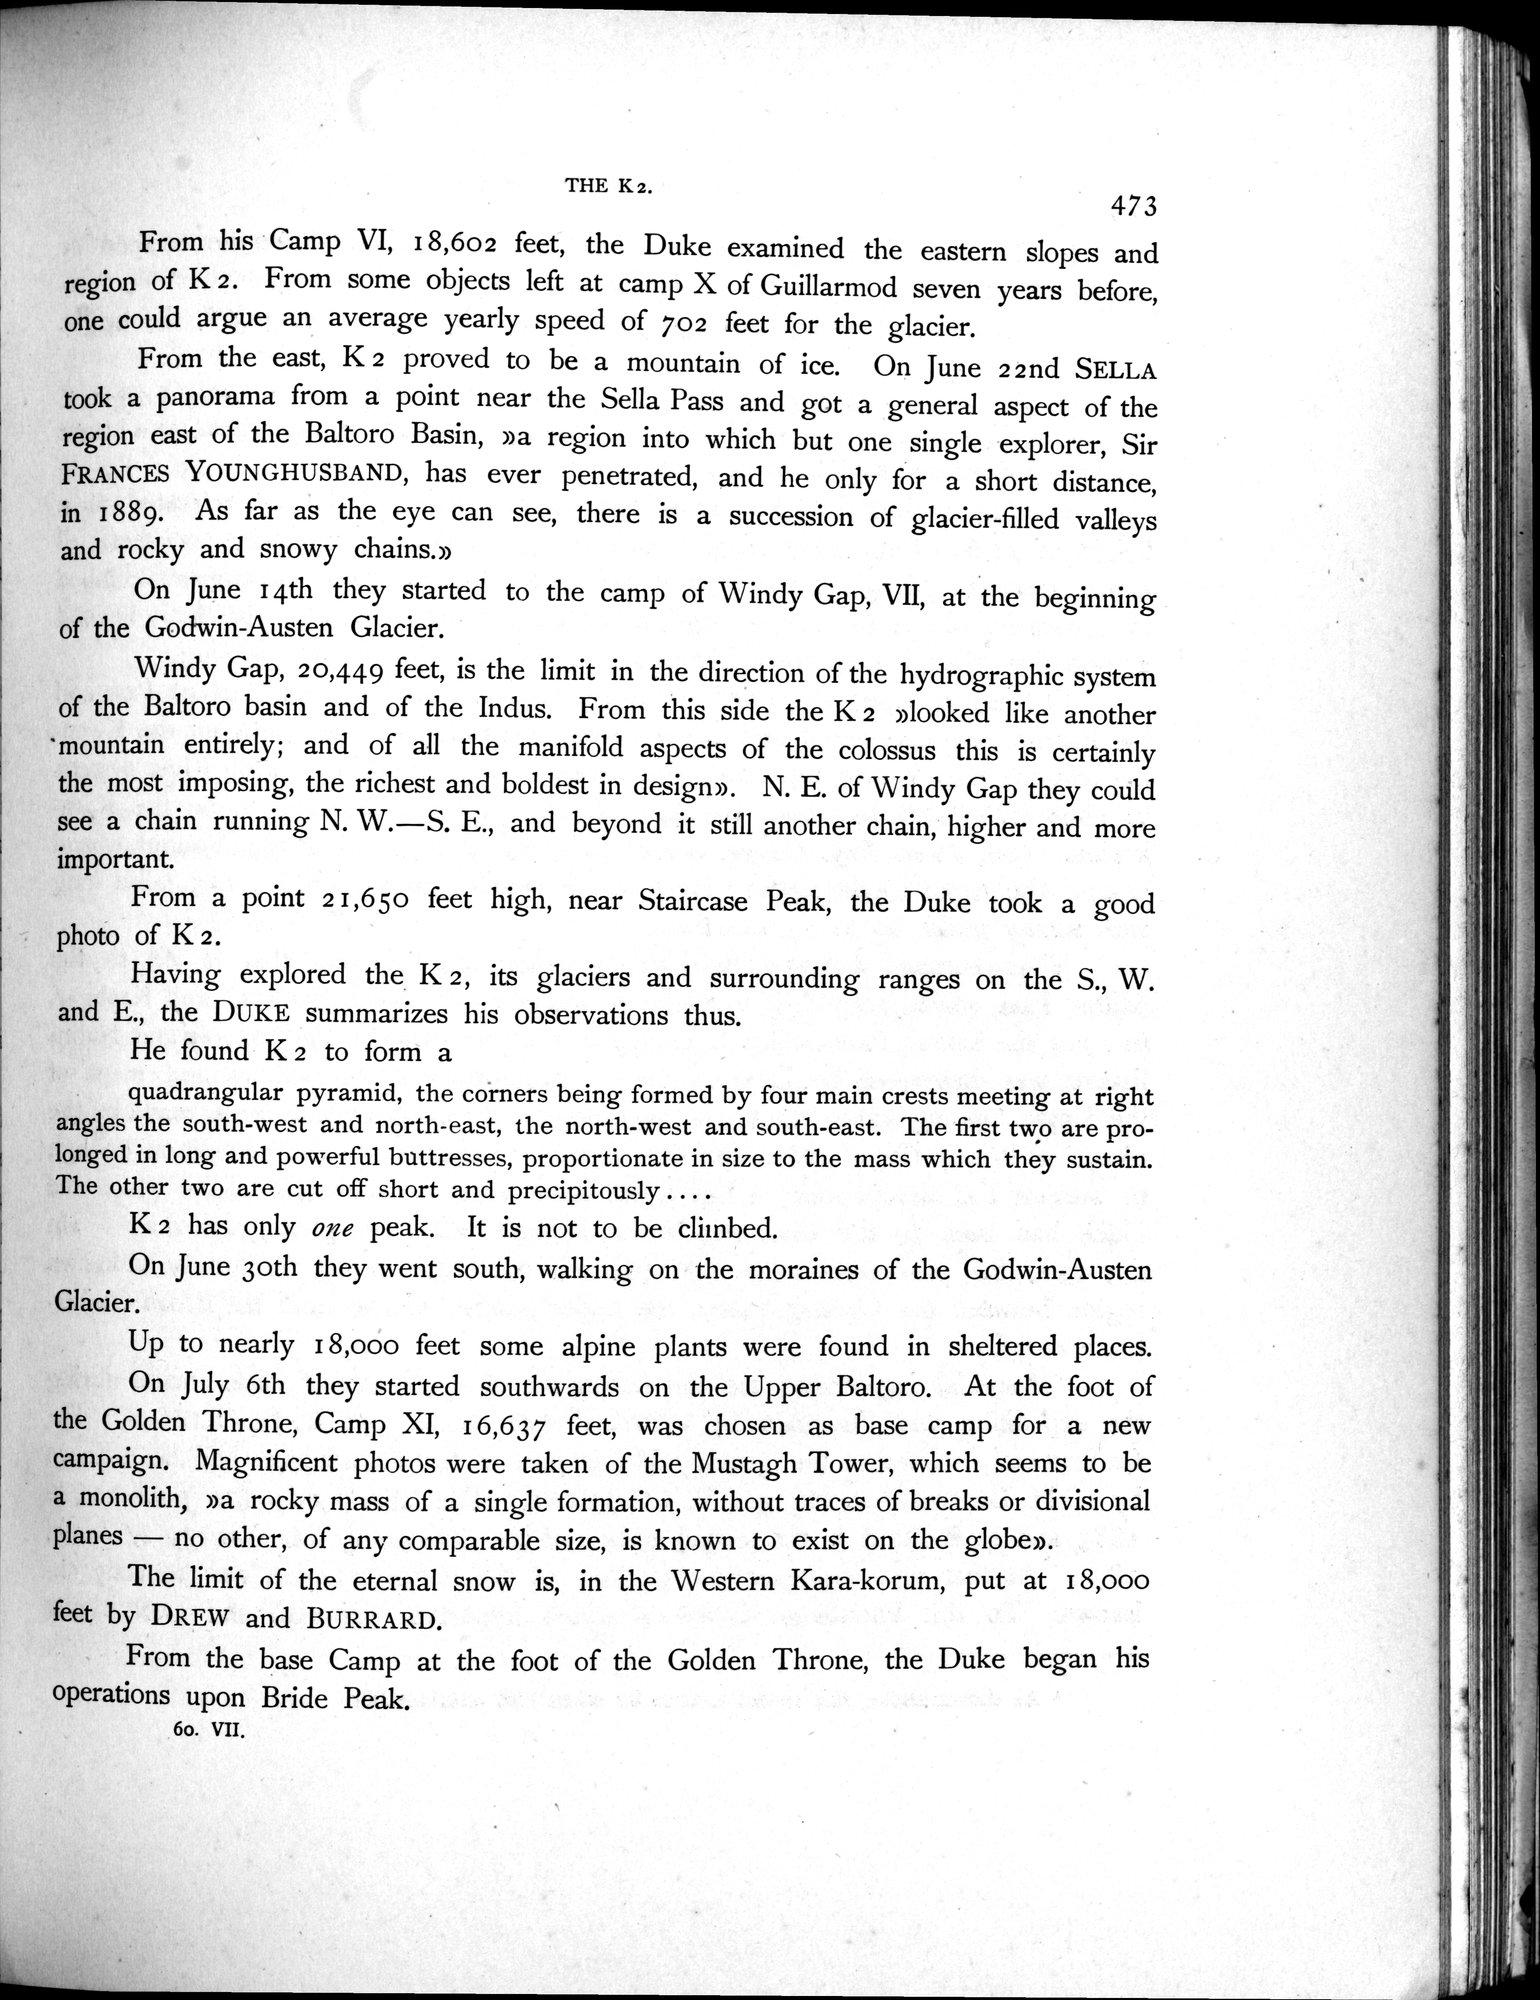 THE K 2.
473
From his Camp VI, 18,602 feet, the Duke examined the eastern slopes and
region of K 2. From some objects left at camp X of Guillarmod seven years before,
one could argue an average yearly speed of 702 feet for the glacier.
From the east, K 2 proved to be a mountain of ice. On June 22nd SELLA
took a panorama from a point near the Sella Pass and got a general aspect of the
region east of the Baltoro Basin, »a region into which but one single explorer, Sir
FRANCES YOUNGHUSBAND, has ever penetrated, and he only for a short distance,
in 1889. As far as the eye can see, there is a succession of glacier-filled valleys
and rocky and snowy chains.»
On June 14th they started to the camp of Windy Gap, VII, at the beginning
of the Godwin-Austen Glacier.
Windy Gap, 20,449 feet, is the limit in the direction of the hydrographic system
of the Baltoro basin and of the Indus. From this side the K 2 »looked like another
mountain entirely; and of all the manifold aspects of the colossus this is certainly
the most imposing, the richest and boldest in design». N. E. of Windy Gap they could
see a chain running N. W.—S. E., and beyond it still another chain, higher and more
important.
From a point 21,650 feet high, near Staircase Peak, the Duke took a good
photo of K 2.
Having explored the K 2, its glaciers and surrounding ranges on the S., W.
and E., the DUKE summarizes his observations thus.
He found K 2 to form a
quadrangular pyramid, the corners being formed by four main crests meeting at right
angles the south-west and north-east, the north-west and south-east. The first two are pro-
longed in long and powerful buttresses, proportionate in size to the mass which they sustain.
The other two are cut off short and precipitously....
K 2 has only one peak. It is not to be climbed.
On June 30th they went south, walking on the moraines of the Godwin-Austen
Glacier.
Up to nearly 18,000 feet some alpine plants were found in sheltered places.
On July 6th they started southwards on the Upper Baltoro. At the foot of
the Golden Throne, Camp XI, 16,637 feet, was chosen as base camp for a new
campaign. Magnificent photos were taken of the Mustagh Tower, which seems to be
a monolith, »a rocky mass of a single formation, without traces of breaks or divisional
planes — no other, of any comparable size, is known to exist on the globe».
The limit of the eternal snow is, in the Western Kara-korum, put at 18,000
feet by DREW and BURRARD.
From the base Camp at the foot of the Golden Throne, the Duke began his
operations upon Bride Peak.
60. VII.